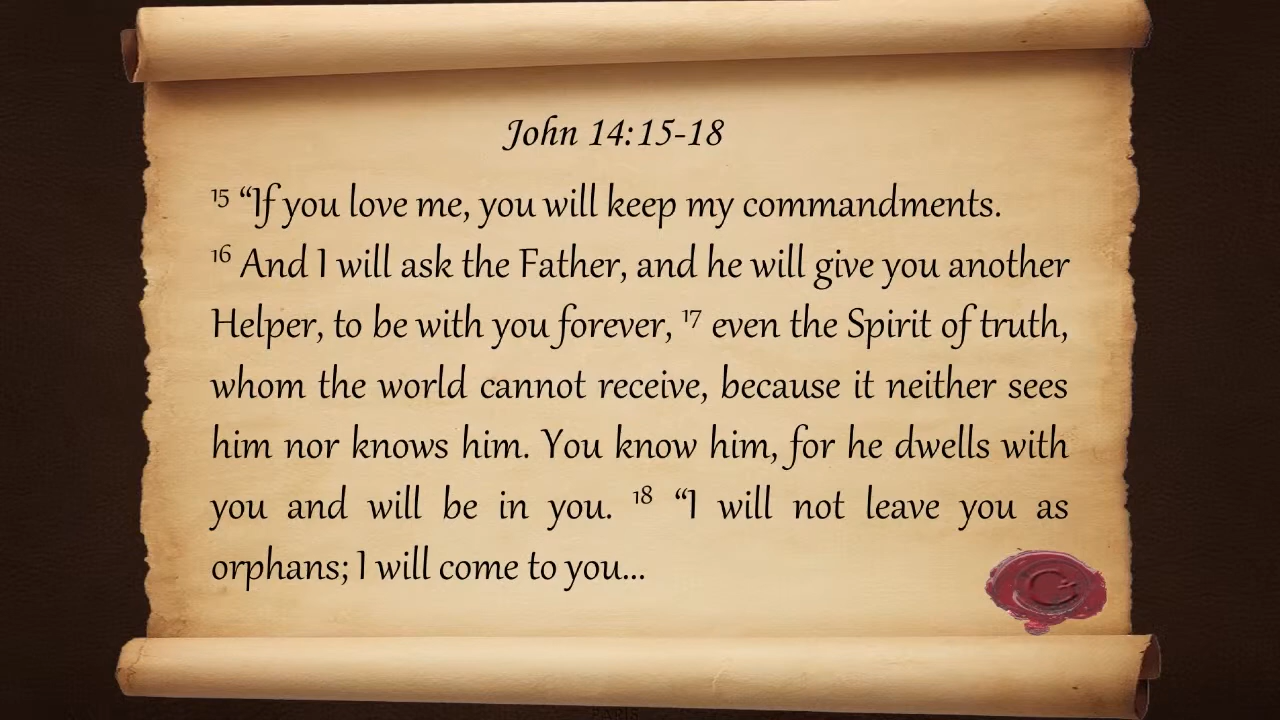 John 14:15-18
¹⁵ “If you love me, you will keep my commandments.
¹⁶ And I will ask the Father, and he will give you another
Helper, to be with you forever, ¹⁷ even the Spirit of truth,
whom the world cannot receive, because it neither sees
him nor knows him. You know him, for he dwells with
you and will be in you. ¹⁸ “I will not leave you as
orphans; I will come to you...